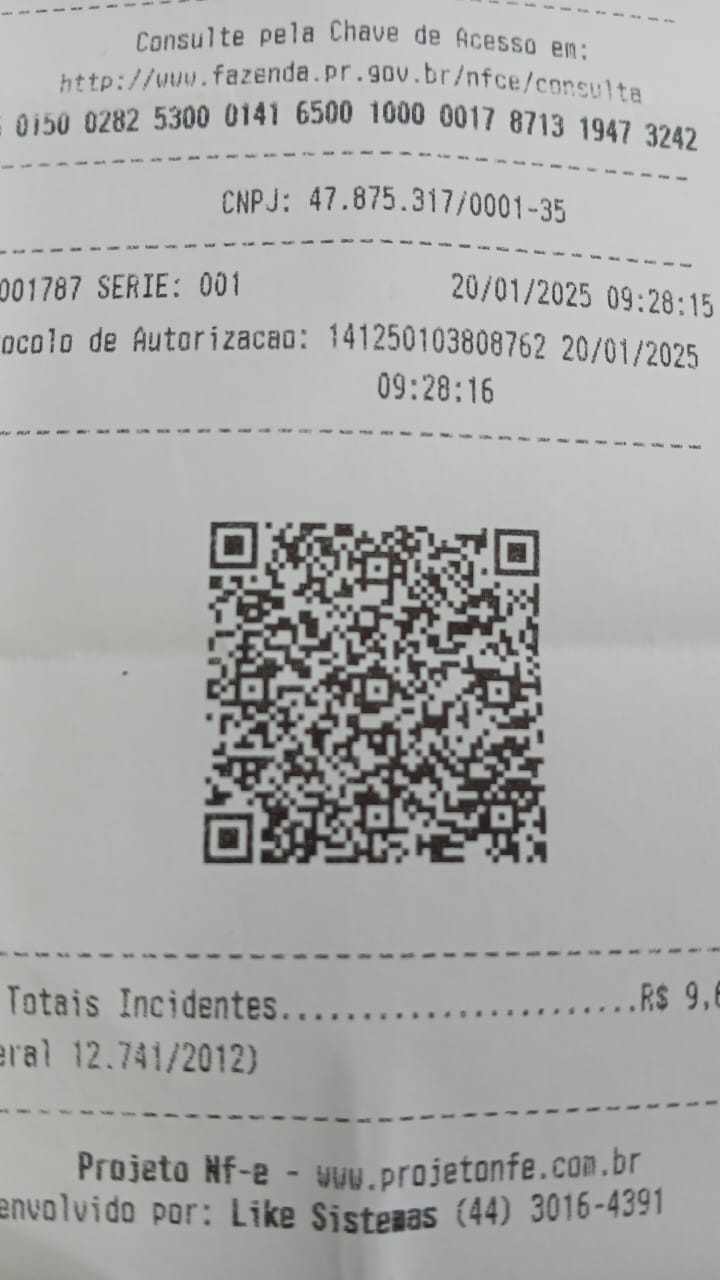 Consulte pela Chave de Acesso em:
http://www.fazenda.pr.gov.br/nfce/consulta
0150 0282 5300 0141 6500 1000 0017 8713 1947 3242
CNPJ: 47.875.317/0001-35
001787 SERIE: 001 20/01/2025 09:28:15
ocolo de Autorizacao: 141250103808762 20/01/2025
09:28:16
Totais Incidentes.......................R$ 9,6
eral 12.741/2012)
Projeto Nf-e - www.projetonfe.com.br
envolvido por: Like Sistemas (44) 3016-4391